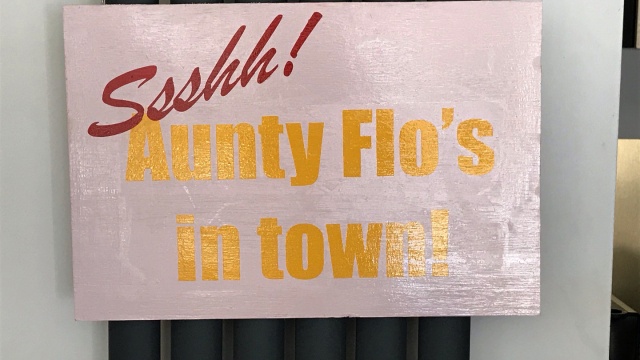 Ssshh!
Aunty Flo's
in town!